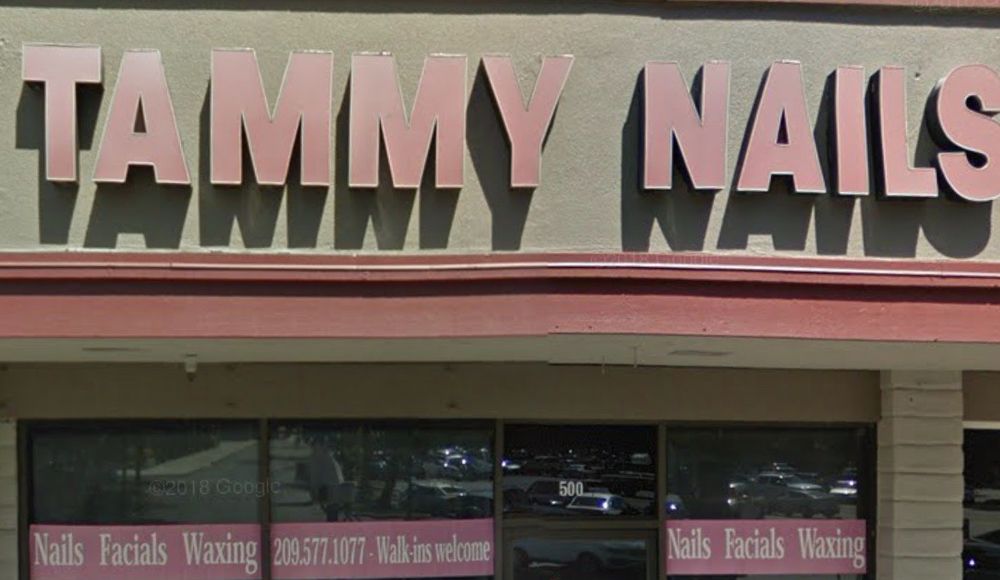 TAMMY NAILS
©2018 Google
500
Nails Facials Waxing
209.577.1077 - Walk-ins welcome
Nails Facials Waxing